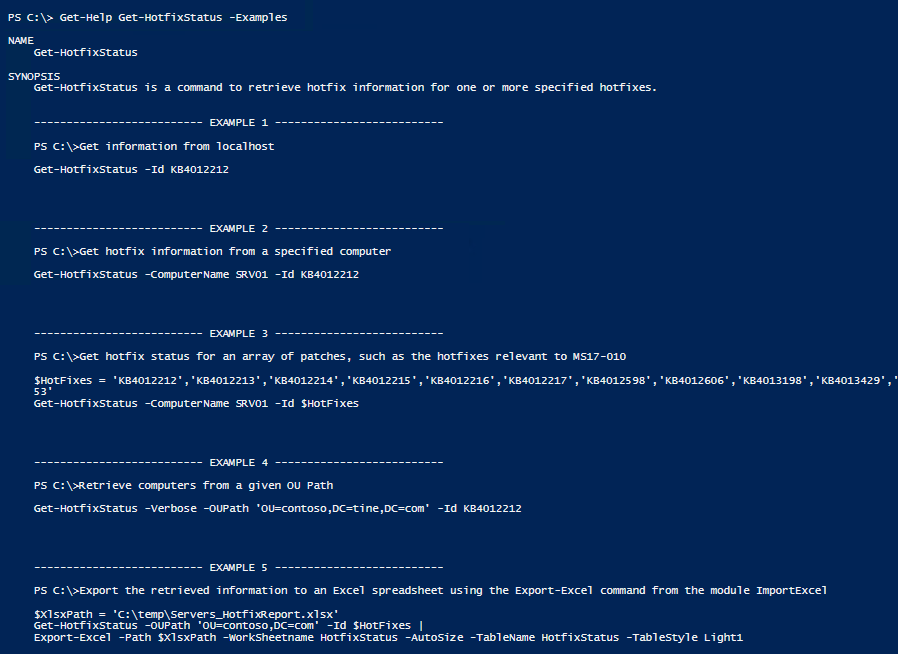 PS C:\> Get-Help Get-HotfixStatus -Examples
NAME
Get-HotfixStatus
SYNOPSIS
Get-HotfixStatus is a command to retrieve hotfix information for one or more specified hotfixes.
-------------------------- EXAMPLE 1 --------------------------
PS C:\>Get information from localhost
Get-HotfixStatus -Id KB4012212
-------------------------- EXAMPLE 2 --------------------------
PS C:\>Get hotfix information from a specified computer
Get-HotfixStatus -ComputerName SRV01 -Id KB4012212
-------------------------- EXAMPLE 3 --------------------------
PS C:\>Get hotfix status for an array of patches, such as the hotfixes relevant to MS17-010
$HotFixes = 'KB4012212','KB4012213','KB4012214','KB4012215','KB4012216','KB4012217','KB4012598','KB4012606','KB4013198','KB4013429','
53'
Get-HotfixStatus -ComputerName SRV01 -Id $HotFixes
-------------------------- EXAMPLE 4 --------------------------
PS C:\>Retrieve computers from a given OU Path
Get-HotfixStatus -Verbose -OUPath 'OU=contoso,DC=tine,DC=com' -Id KB4012212
-------------------------- EXAMPLE 5 --------------------------
PS C:\>Export the retrieved information to an Excel spreadsheet using the Export-Excel command from the module ImportExcel
$XlsxPath = 'C:\temp\Servers_HotfixReport.xlsx'
Get-HotfixStatus -OUPath 'OU=contoso,DC=com' -Id $HotFixes |
Export-Excel -Path $XlsxPath -WorkSheetname HotfixStatus -AutoSize -TableName HotfixStatus -TableStyle Light1